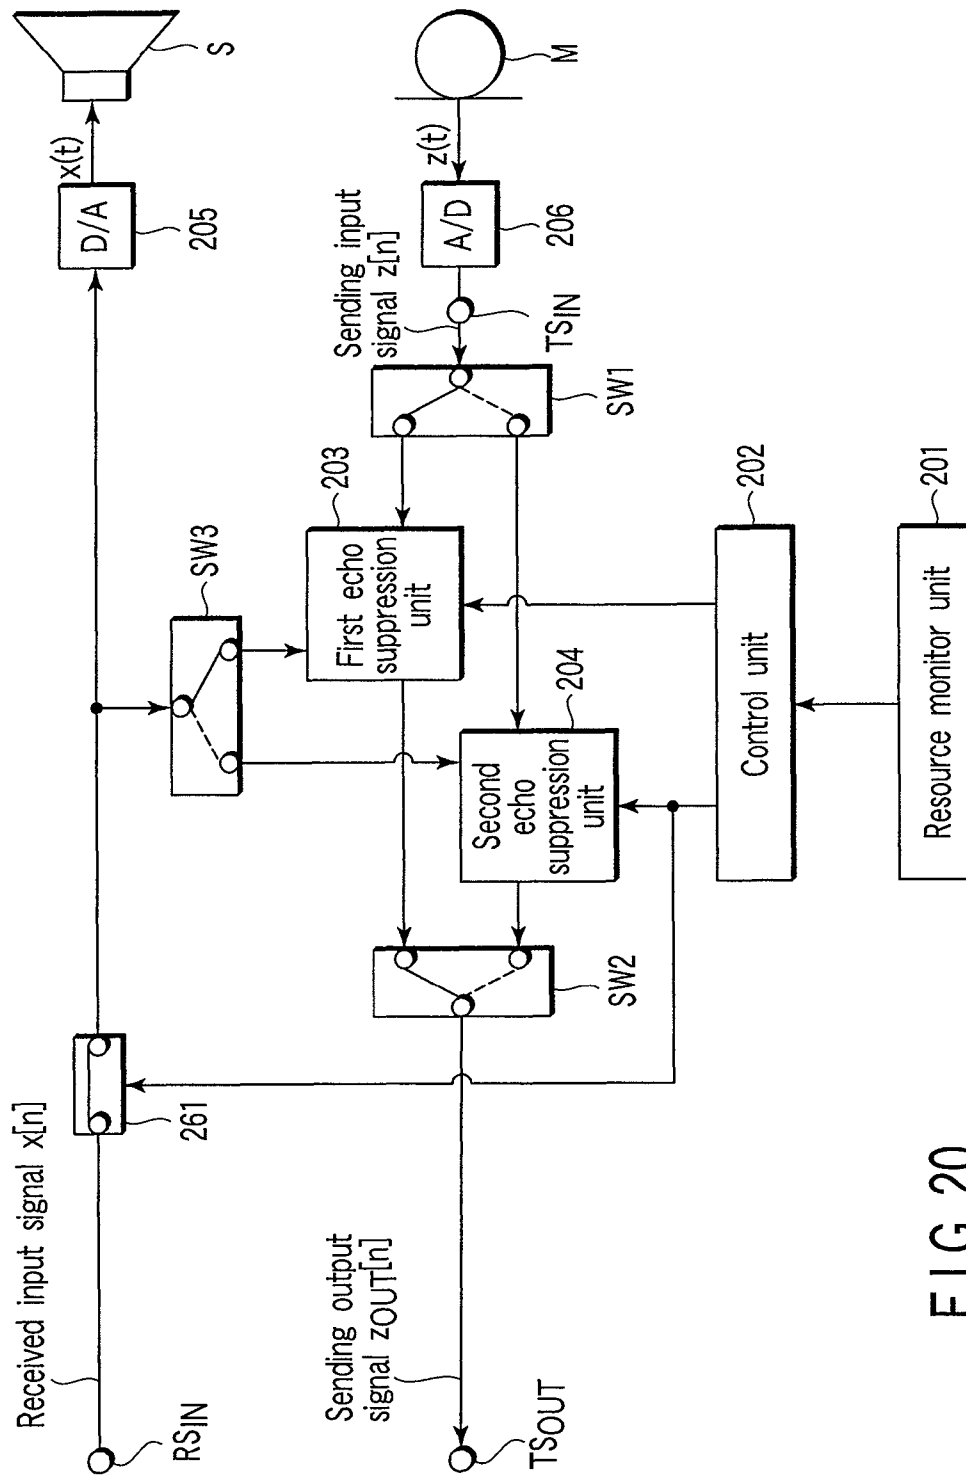 Received input signal x[n]
RSIN
261
SW3
D/A
205
x(t)
S
Sending output
signal zOUT[n]
TSOUT
SW2
First echo
suppression
unit
203
Second
echo
suppression
unit
204
SW1
Sending input
signal z[n]
TSIN
A/D
206
z(t)
M
Control unit
202
Resource monitor unit
201
FIG. 20